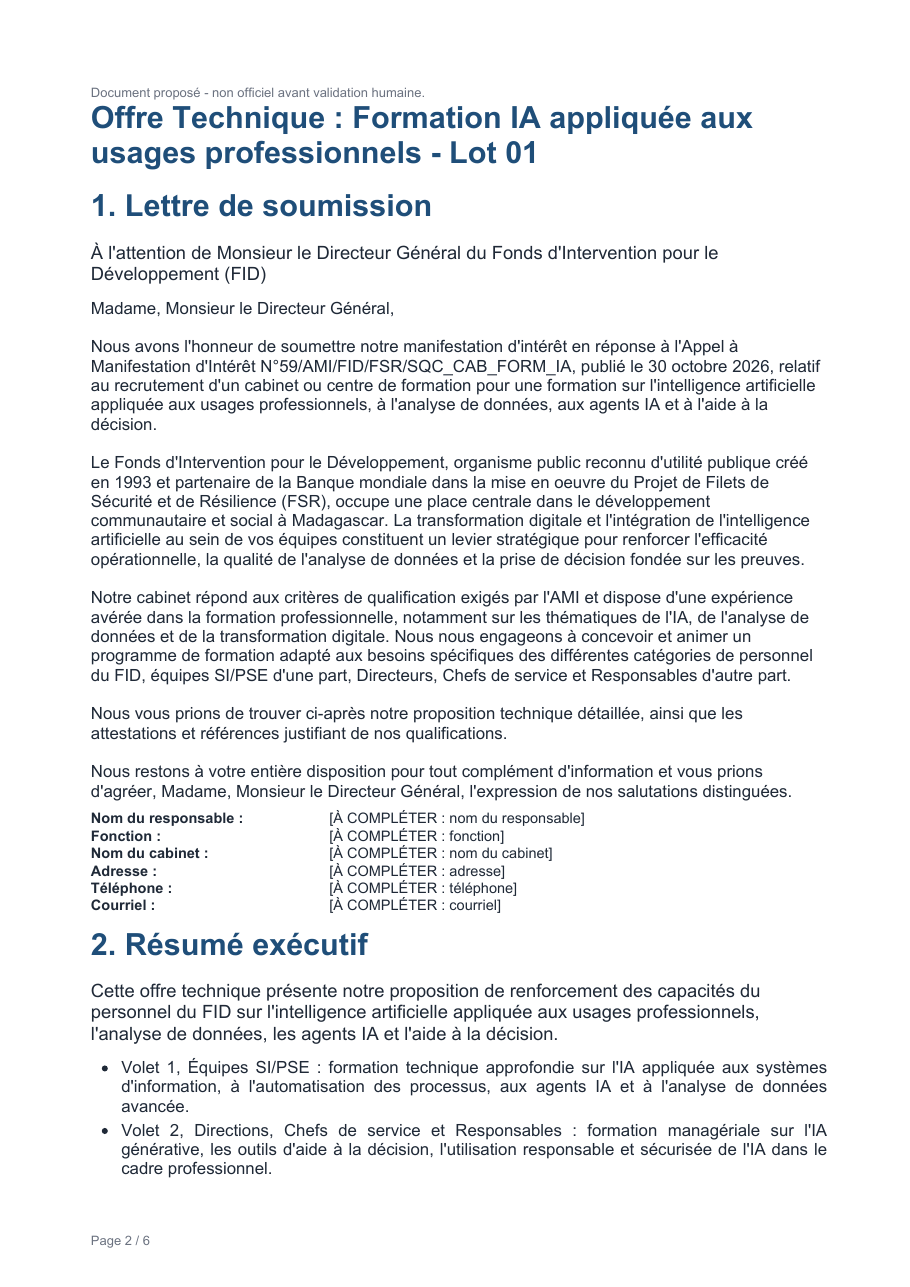 Document proposé - non officiel avant validation humaine.
Offre Technique : Formation IA appliquée aux
usages professionnels - Lot 01
1. Lettre de soumission
À l'attention de Monsieur le Directeur Général du Fonds d'Intervention pour le
Développement (FID)
Madame, Monsieur le Directeur Général,
Nous avons l'honneur de soumettre notre manifestation d'intérêt en réponse à l'Appel à
Manifestation d'Intérêt N°59/AMI/FID/FSR/SQC_CAB_FORM_IA, publié le 30 octobre 2026, relatif
au recrutement d'un cabinet ou centre de formation pour une formation sur l'intelligence artificielle
appliquée aux usages professionnels, à l'analyse de données, aux agents IA et à l'aide à la
décision.
Le Fonds d'Intervention pour le Développement, organisme public reconnu d'utilité publique créé
en 1993 et partenaire de la Banque mondiale dans la mise en oeuvre du Projet de Filets de
Sécurité et de Résilience (FSR), occupe une place centrale dans le développement
communautaire et social à Madagascar. La transformation digitale et l'intégration de l'intelligence
artificielle au sein de vos équipes constituent un levier stratégique pour renforcer l'efficacité
opérationnelle, la qualité de l'analyse de données et la prise de décision fondée sur les preuves.
Notre cabinet répond aux critères de qualification exigés par l'AMI et dispose d'une expérience
avérée dans la formation professionnelle, notamment sur les thématiques de l'IA, de l'analyse de
données et de la transformation digitale. Nous nous engageons à concevoir et animer un
programme de formation adapté aux besoins spécifiques des différentes catégories de personnel
du FID, équipes SI/PSE d'une part, Directeurs, Chefs de service et Responsables d'autre part.
Nous vous prions de trouver ci-après notre proposition technique détaillée, ainsi que les
attestations et références justifiant de nos qualifications.
Nous restons à votre entière disposition pour tout complément d'information et vous prions
d'agréer, Madame, Monsieur le Directeur Général, l'expression de nos salutations distinguées.
Nom du responsable : [À COMPLÉTER : nom du responsable]
Fonction : [À COMPLÉTER : fonction]
Nom du cabinet : [À COMPLÉTER : nom du cabinet]
Adresse : [À COMPLÉTER : adresse]
Téléphone : [À COMPLÉTER : téléphone]
Courriel : [À COMPLÉTER : courriel]
2. Résumé exécutif
Cette offre technique présente notre proposition de renforcement des capacités du
personnel du FID sur l'intelligence artificielle appliquée aux usages professionnels,
l'analyse de données, les agents IA et l'aide à la décision.
• Volet 1, Équipes SI/PSE : formation technique approfondie sur l'IA appliquée aux systèmes
d'information, à l'automatisation des processus, aux agents IA et à l'analyse de données
avancée.
• Volet 2, Directions, Chefs de service et Responsables : formation managériale sur l'IA
générative, les outils d'aide à la décision, l'utilisation responsable et sécurisée de l'IA dans le
cadre professionnel.
Page 2 / 6